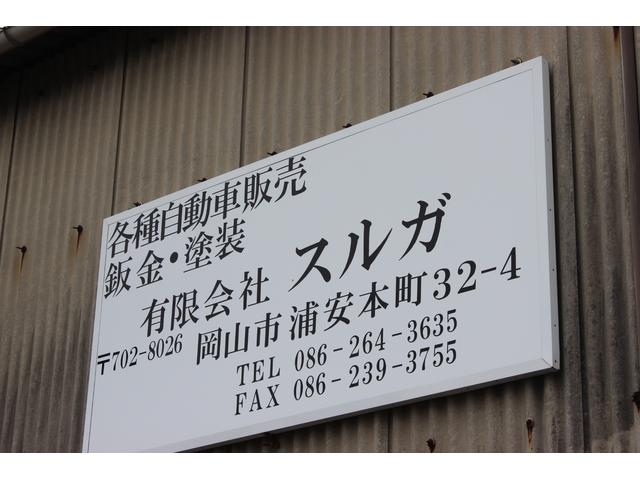 各種自動車販売
鈑金・塗装
有限会社 スルガ
〒702-8026 岡山市浦安本町32-4
TEL 086-264-3635
FAX 086-239-3755